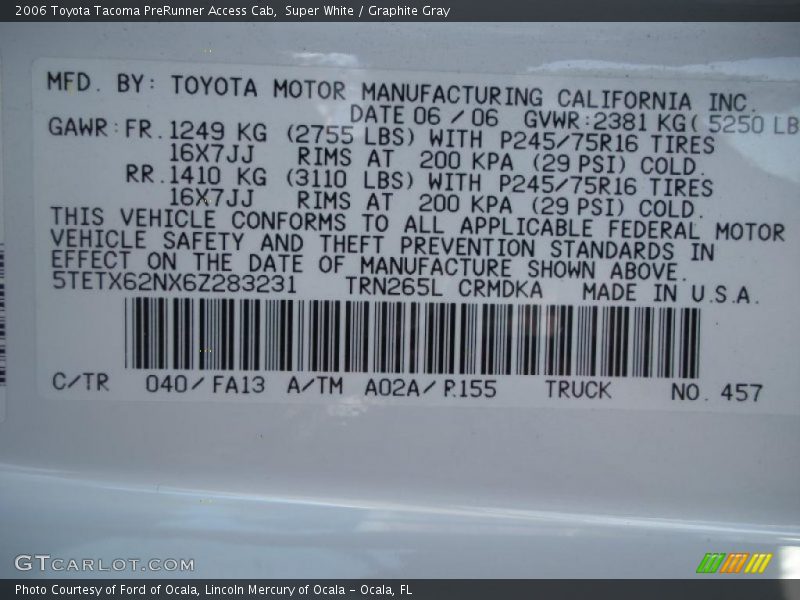 2006 Toyota Tacoma PreRunner Access Cab, Super White / Graphite Gray
MFD. BY: TOYOTA MOTOR MANUFACTURING CALIFORNIA INC.
DATE 06 / 06 GVWR:2381 KG( 5250 LB
GAWR:FR.1249 KG (2755 LBS) WITH P245/75R16 TIRES
16X7JJ RIMS AT 200 KPA (29 PSI) COLD.
RR.1410 KG (3110 LBS) WITH P245/75R16 TIRES
16X7JJ RIMS AT 200 KPA (29 PSI) COLD.
THIS VEHICLE CONFORMS TO ALL APPLICABLE FEDERAL MOTOR
VEHICLE SAFETY AND THEFT PREVENTION STANDARDS IN
EFFECT ON THE DATE OF MANUFACTURE SHOWN ABOVE.
5TETX62NX6Z283231 TRN265L CRMDKA MADE IN U.S.A.
C/TR 040/FA13 A/TM A02A/P.155 TRUCK NO. 457
GTCARLOT.COM
Photo Courtesy of Ford of Ocala, Lincoln Mercury of Ocala - Ocala, FL